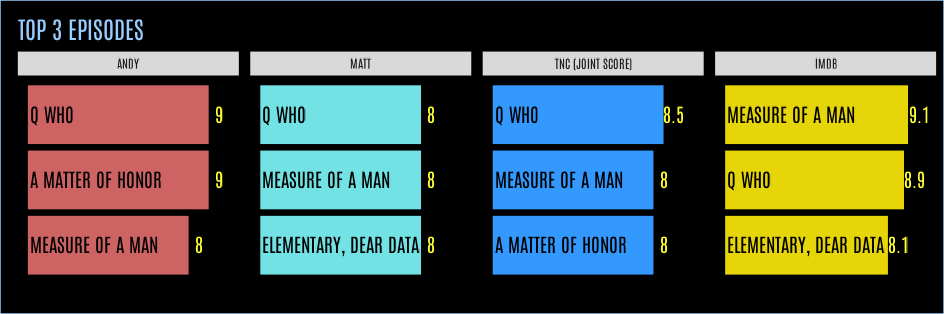 TOP 3 EPISODES
ANDY
Q WHO 9
A MATTER OF HONOR 9
MEASURE OF A MAN 8
MATT
Q WHO 8
MEASURE OF A MAN 8
ELEMENTARY, DEAR DATA 8
TNC (JOINT SCORE)
Q WHO 8.5
MEASURE OF A MAN 8
A MATTER OF HONOR 8
IMDB
MEASURE OF A MAN 9.1
Q WHO 8.9
ELEMENTARY, DEAR DATA 8.1